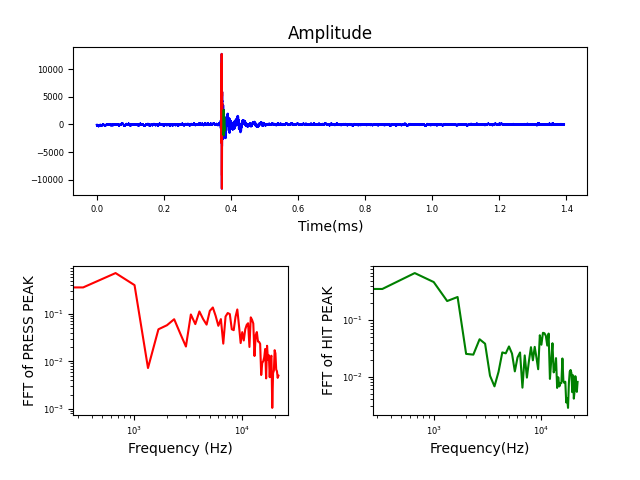 Amplitude
10000
5000
0
−5000
−10000
0.0 0.2 0.4 0.6 0.8 1.0 1.2 1.4
Time(ms)
FFT of PRESS PEAK
10⁻¹
10⁻²
10⁻³
10³ 10⁴
Frequency (Hz)
FFT of HIT PEAK
10⁻¹
10⁻²
10³ 10⁴
Frequency(Hz)